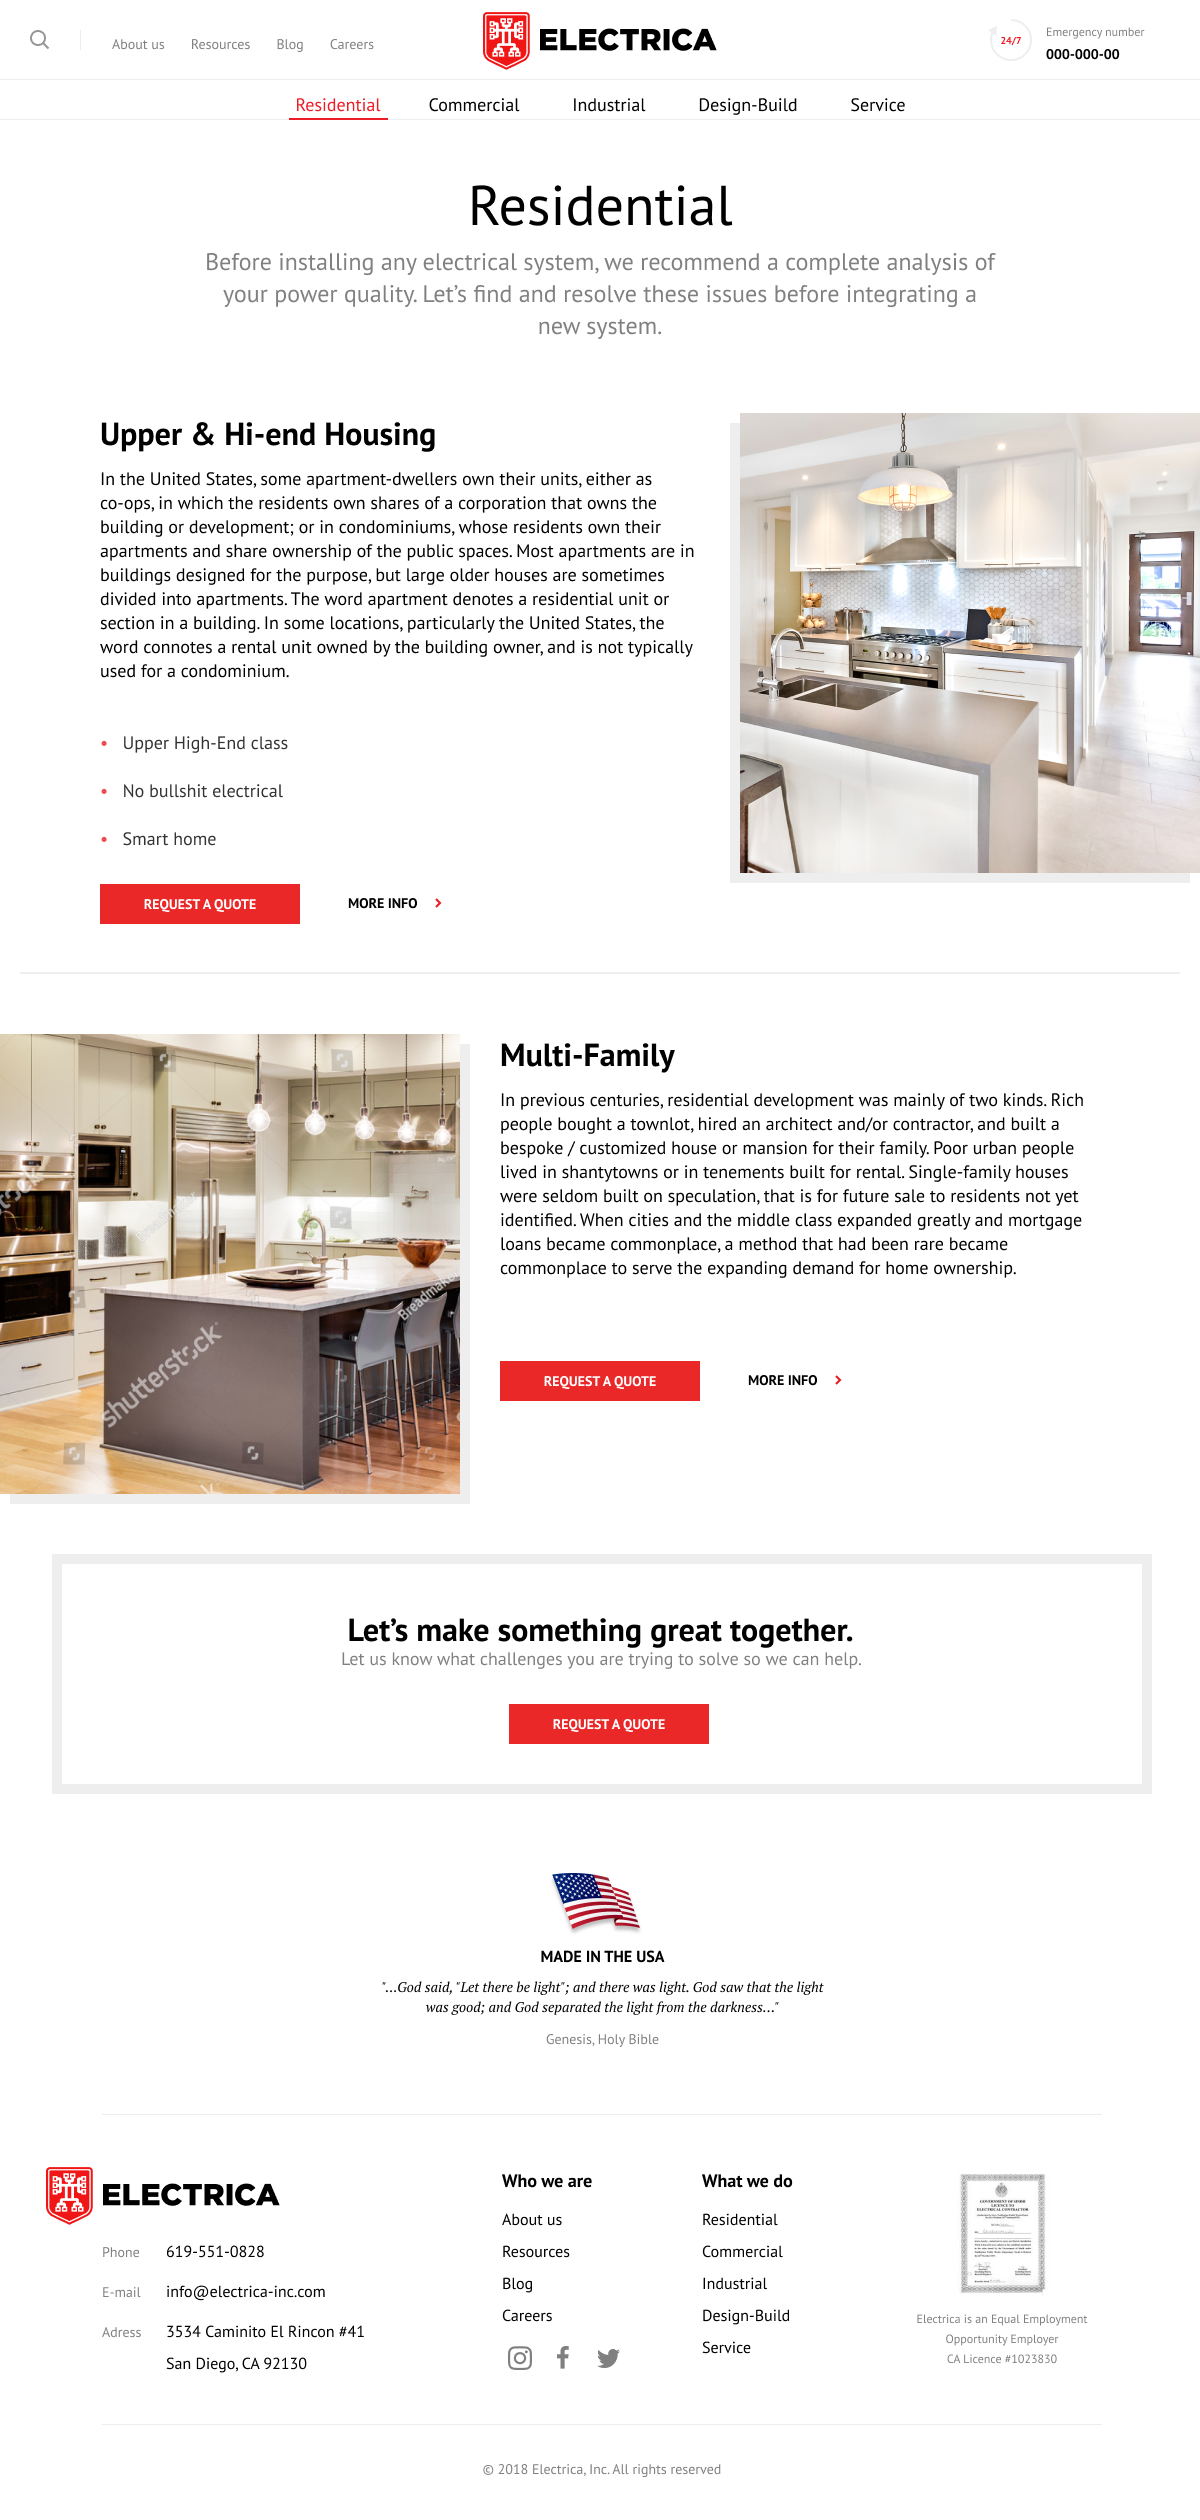 About us
Resources
Blog
Careers
ELECTRICA
24/7
Emergency number
000-000-00
Residential
Commercial
Industrial
Design-Build
Service
Residential
Before installing any electrical system, we recommend a complete analysis of
your power quality. Let’s find and resolve these issues before integrating a
new system.
Upper & Hi-end Housing
In the United States, some apartment-dwellers own their units, either as
co-ops, in which the residents own shares of a corporation that owns the
building or development; or in condominiums, whose residents own their
apartments and share ownership of the public spaces. Most apartments are in
buildings designed for the purpose, but large older houses are sometimes
divided into apartments. The word apartment denotes a residential unit or
section in a building. In some locations, particularly the United States, the
word connotes a rental unit owned by the building owner, and is not typically
used for a condominium.
• Upper High-End class
• No bullshit electrical
• Smart home
REQUEST A QUOTE
MORE INFO
Multi-Family
In previous centuries, residential development was mainly of two kinds. Rich
people bought a townlot, hired an architect and/or contractor, and built a
bespoke / customized house or mansion for their family. Poor urban people
lived in shantytowns or in tenements built for rental. Single-family houses
were seldom built on speculation, that is for future sale to residents not yet
identified. When cities and the middle class expanded greatly and mortgage
loans became commonplace, a method that had been rare became
commonplace to serve the expanding demand for home ownership.
shutterstock
Breadmaker
REQUEST A QUOTE
MORE INFO
Let’s make something great together.
Let us know what challenges you are trying to solve so we can help.
REQUEST A QUOTE
MADE IN THE USA
"...God said, "Let there be light"; and there was light. God saw that the light
was good; and God separated the light from the darkness..."
Genesis, Holy Bible
ELECTRICA
Phone 619-551-0828
E-mail info@electrica-inc.com
Adress 3534 Caminito El Rincon #41
San Diego, CA 92130
Who we are
About us
Resources
Blog
Careers
What we do
Residential
Commercial
Industrial
Design-Build
Service
ELECTRICAL CONTRACTOR
Electrica is an Equal Employment
Opportunity Employer
CA Licence #1023830
© 2018 Electrica, Inc. All rights reserved